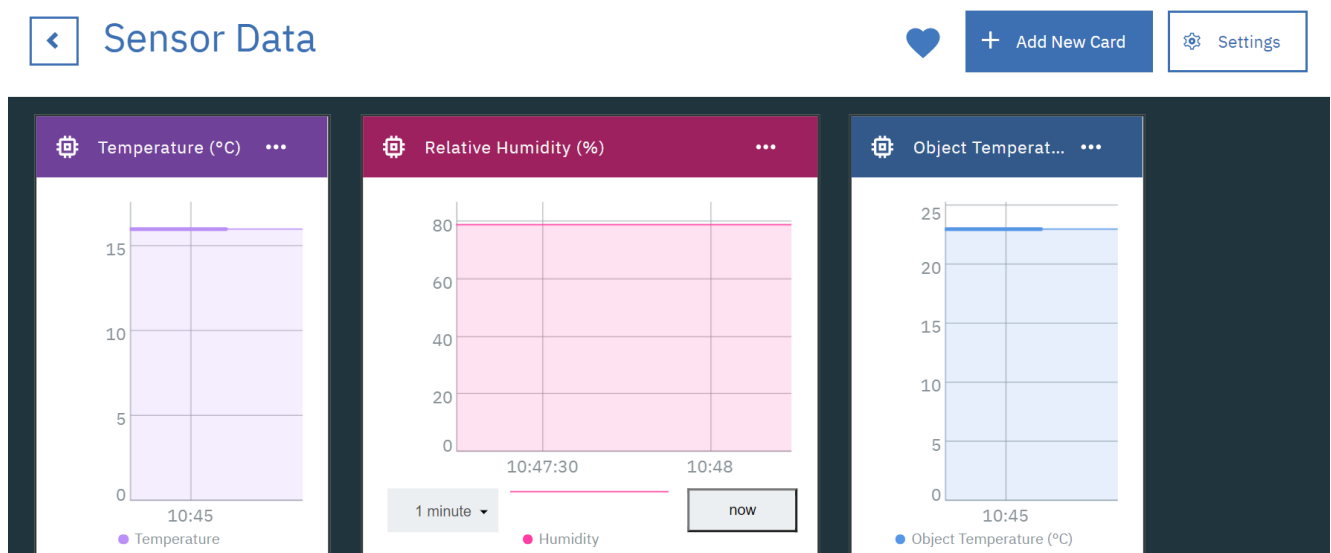 Sensor Data
Add New Card
Settings
Temperature (°C)
15
10
5
0
10:45
Temperature
Relative Humidity (%)
80
60
40
20
0
10:47:30 10:48
1 minute
now
Humidity
Object Temperat...
25
20
15
10
5
0
10:45
Object Temperature (ºC)